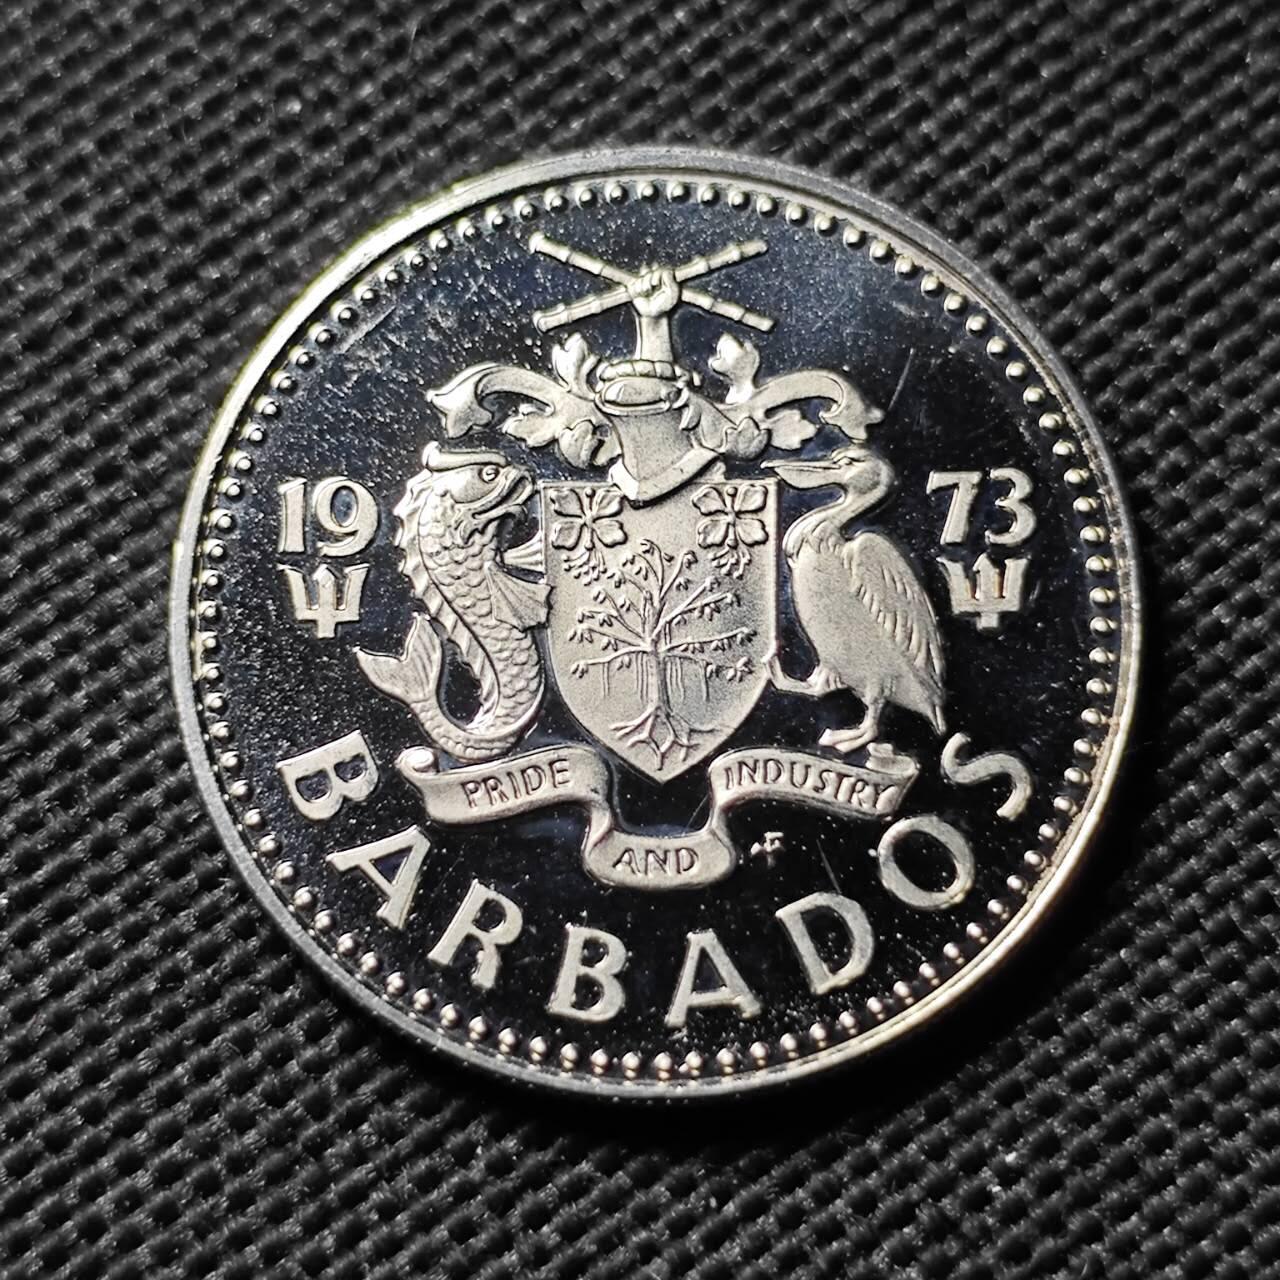 19 73
PRIDE AND INDUSTRY
BARBADOS